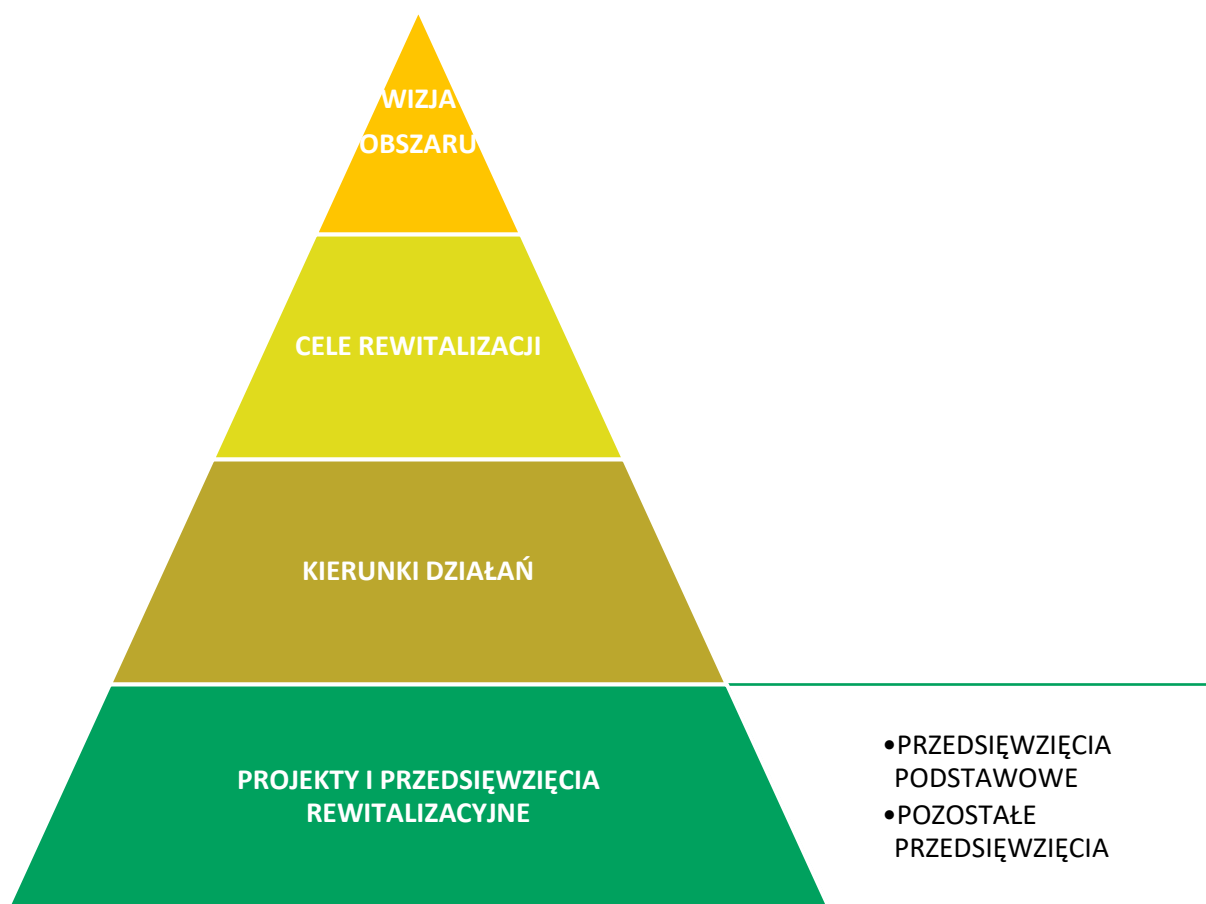 WIZJA
OBSZARU
CELE REWITALIZACJI
KIERUNKI DZIAŁAŃ
PROJEKTY I PRZEDSIĘWZIĘCIA
REWITALIZACYJNE
•PRZEDSIĘWZIĘCIA
PODSTAWOWE
•POZOSTAŁE
PRZEDSIĘWZIĘCIA